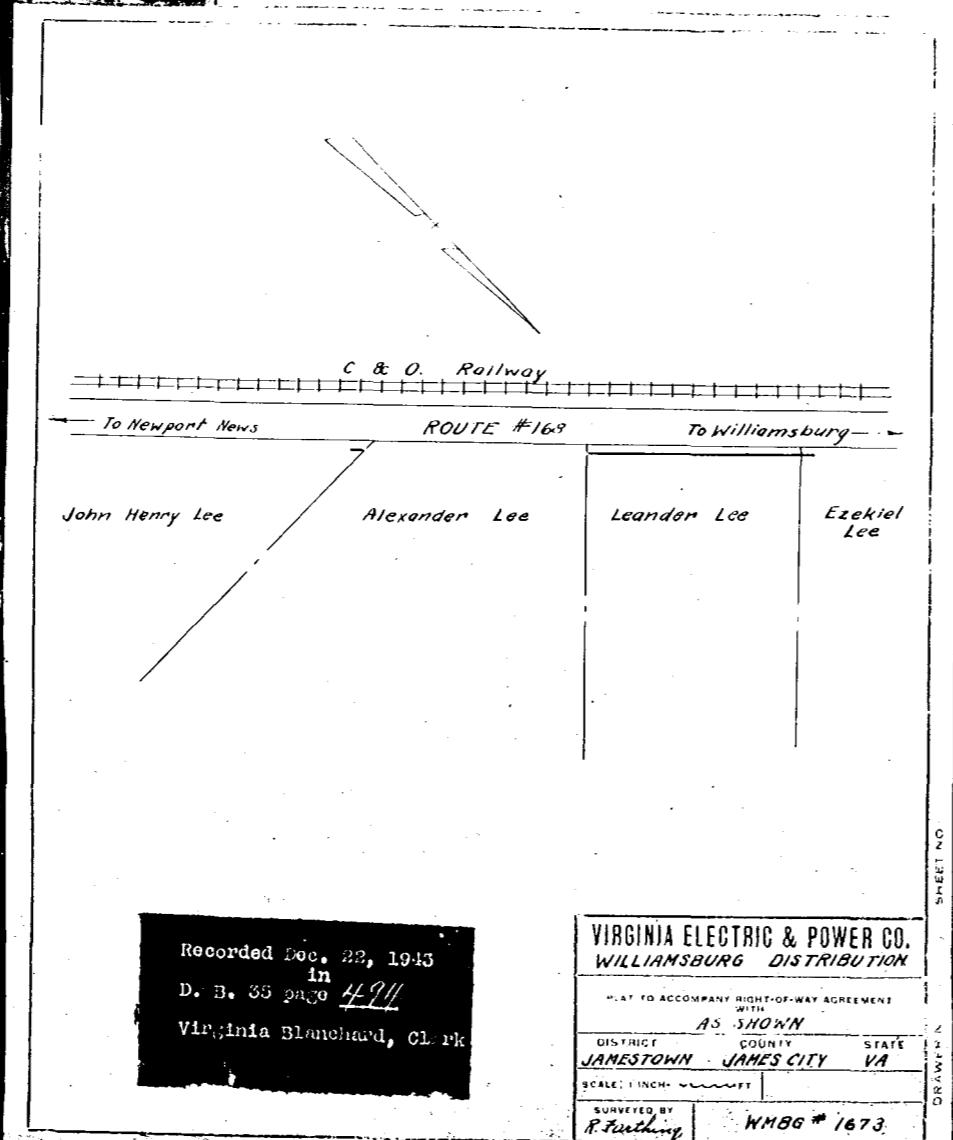 C & O. Railway
To Newport News ROUTE #168 To Williamsburg
John Henry Lee Alexander Lee Leander Lee Ezekiel
Lee
Recorded Dec. 22, 1943
in
D. B. 35 page
Virginia Blanchard, Cl rk
VIRGINIA ELECTRIC & POWER CO.
WILLIAMSBURG DISTRIBUTION
PLAT TO ACCOMPANY RIGHT-OF-WAY AGREEMENT
WITH
AS SHOWN
DISTRICT COUNTY STATE
JAMESTOWN JAMES CITY VA
SCALE: 1 INCH= FT
SURVEYED BY
R. Farthing WMBG # 1673
SHEET NO